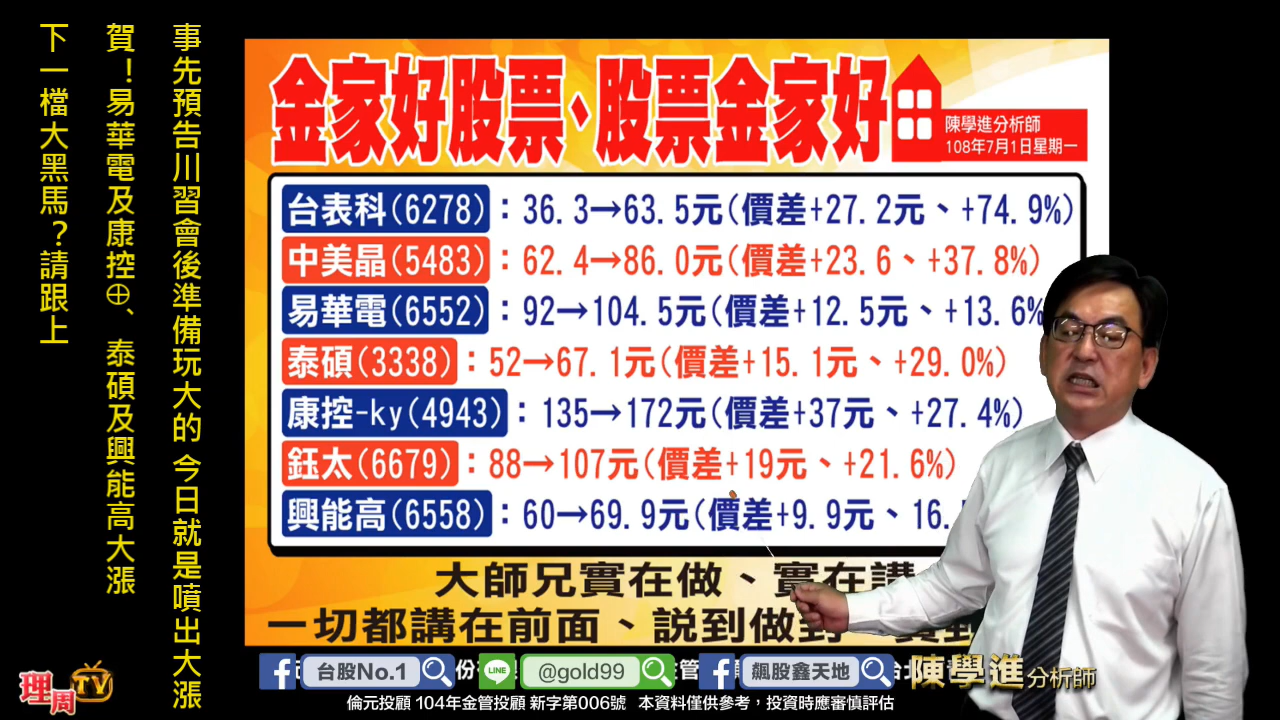 事先預告川習會後準備玩大的 今日就是噴出大漲
賀！易華電及康控⊕、泰碩及興能高大漲
下一檔大黑馬？請跟上
金家好股票、股票金家好
陳學進分析師
108年7月1日星期一
台表科(6278)：36.3→63.5元(價差+27.2元、+74.9%)
中美晶(5483)：62.4→86.0元(價差+23.6、+37.8%)
易華電(6552)：92→104.5元(價差+12.5元、+13.6%
泰碩(3338)：52→67.1元(價差+15.1元、+29.0%)
康控-ky(4943)：135→172元(價差+37元、+27.4%)
鈺太(6679)：88→107元(價差+19元、+21.6%)
興能高(6558)：60→69.9元(價差+9.9元、16.
大師兄實在做、實在講
一切都講在前面、説到做到
台股No.1
LINE
@gold99
飆股鑫天地
陳學進分析師
理周TV
倫元投顧 104年金管投顧 新字第006號 本資料僅供參考，投資時應審慎評估